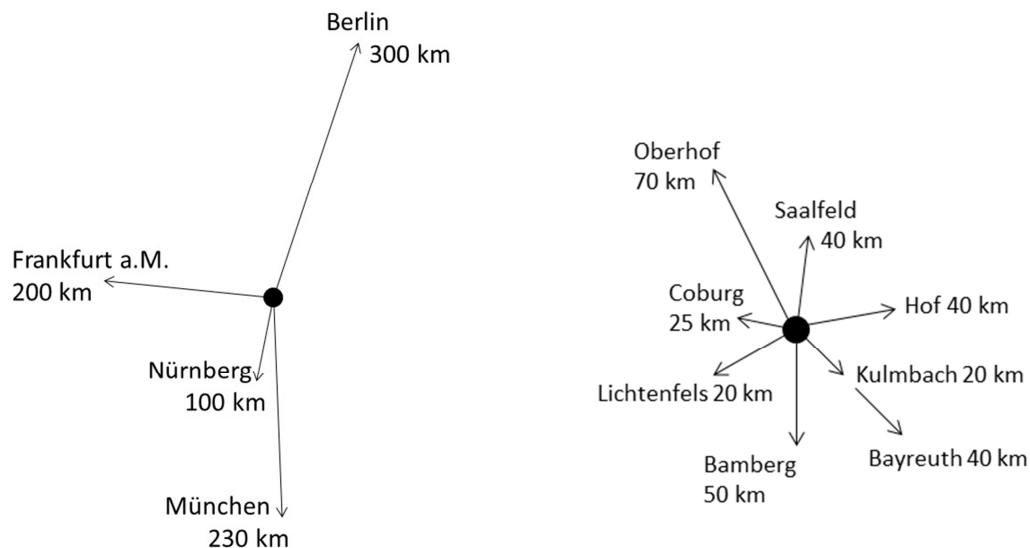 Berlin
300 km
Frankfurt a.M.
200 km
Nürnberg
100 km
München
230 km
Oberhof
70 km
Saalfeld
40 km
Coburg
25 km
Hof 40 km
Lichtenfels 20 km
Kulmbach 20 km
Bamberg
50 km
Bayreuth 40 km